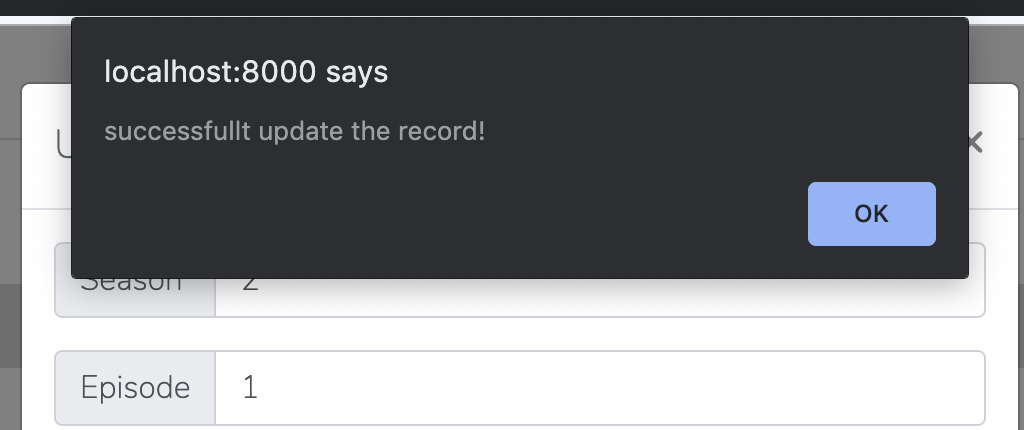 localhost:8000 says
successfullt update the record!
OK
Season 2
Episode 1